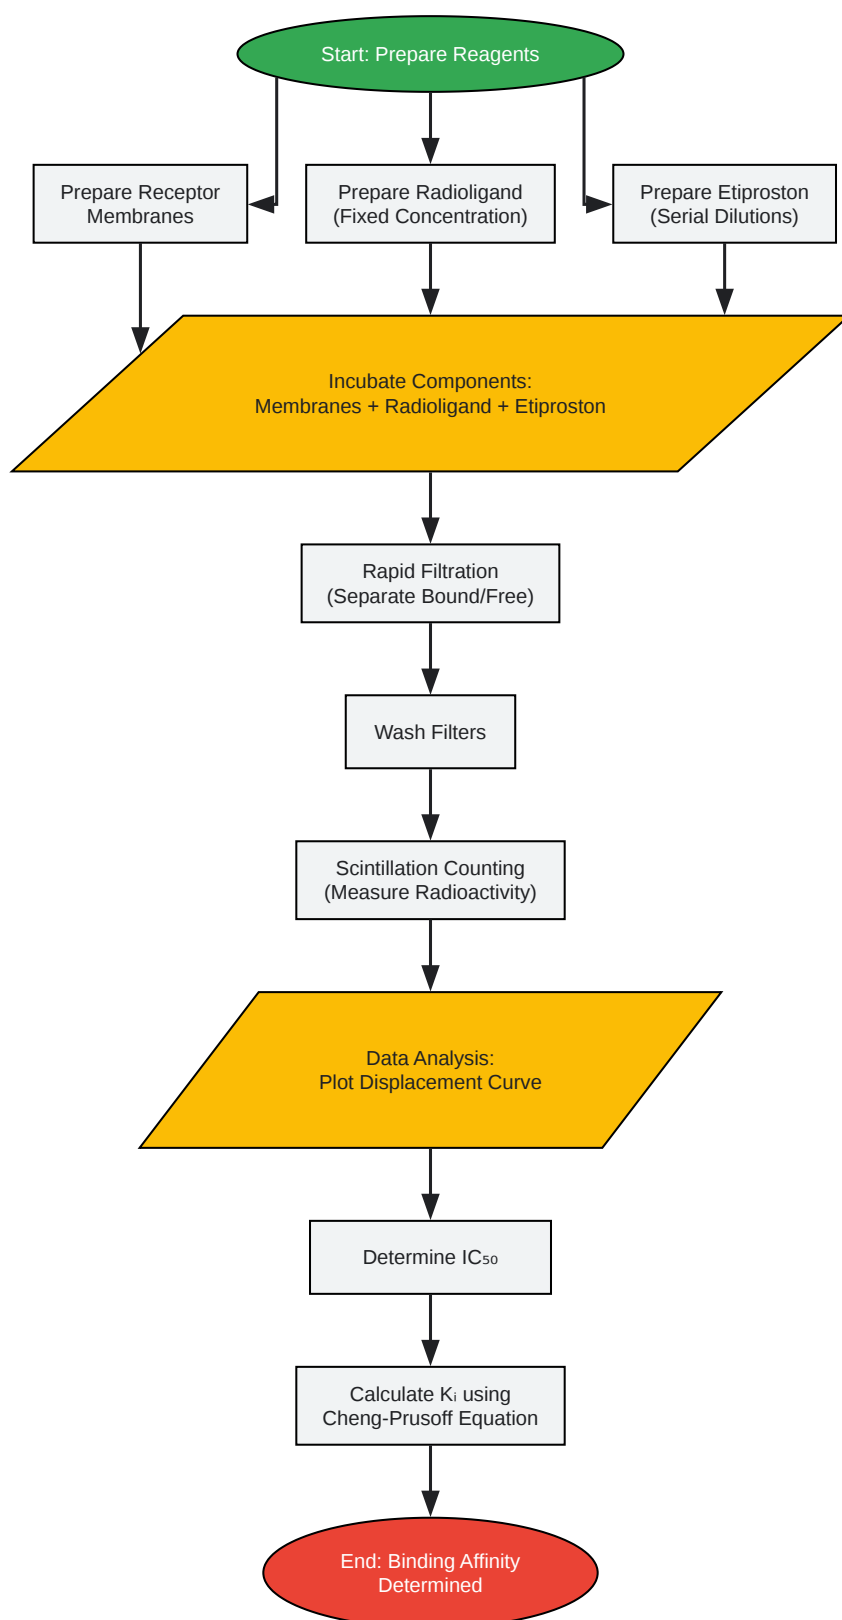 Start: Prepare Reagents
Prepare Receptor
Membranes
Prepare Radioligand
(Fixed Concentration)
Prepare Etiproston
(Serial Dilutions)
Incubate Components:
Membranes + Radioligand + Etiproston
Rapid Filtration
(Separate Bound/Free)
Wash Filters
Scintillation Counting
(Measure Radioactivity)
Data Analysis:
Plot Displacement Curve
Determine IC₅₀
Calculate Kᵢ using
Cheng-Prusoff Equation
End: Binding Affinity
Determined